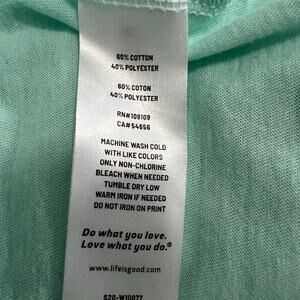 60% COTTON
40% POLYESTER
60% COTON
40% POLYESTER
RN#109109
CA#54656
MACHINE WASH COLD
WITH LIKE COLORS
ONLY NON-CHLORINE
BLEACH WHEN NEEDED
TUMBLE DRY LOW
WARM IRON IF NEEDED
DO NOT IRON ON PRINT
Do what you love.
Love what you do.®
www.lifeisgood.com
S20-W10077